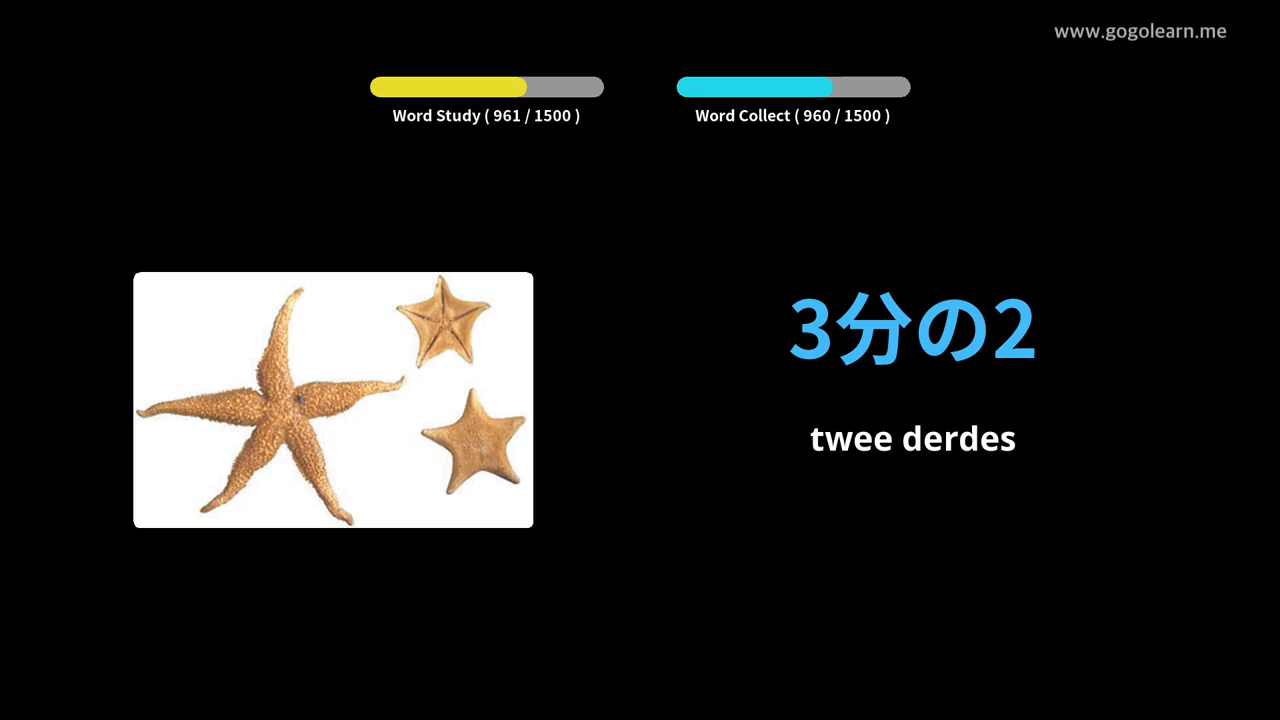 www.gogolearn.me
Word Study ( 961 / 1500 )
Word Collect ( 960 / 1500 )
3分の2
twee derdes